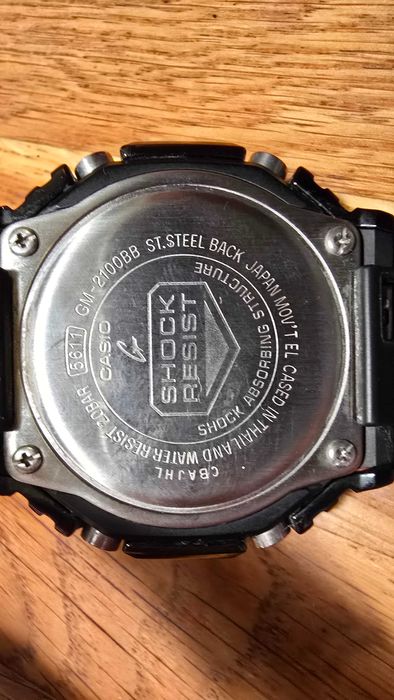 5611 GM-2100BB ST.STEEL BACK JAPAN MOV'T EL CASED IN THAILAND WATER RESIST 20BAR
CASIO G SHOCK ABSORBING STRUCTURE
SHOCK
RESIST
CBAJHL